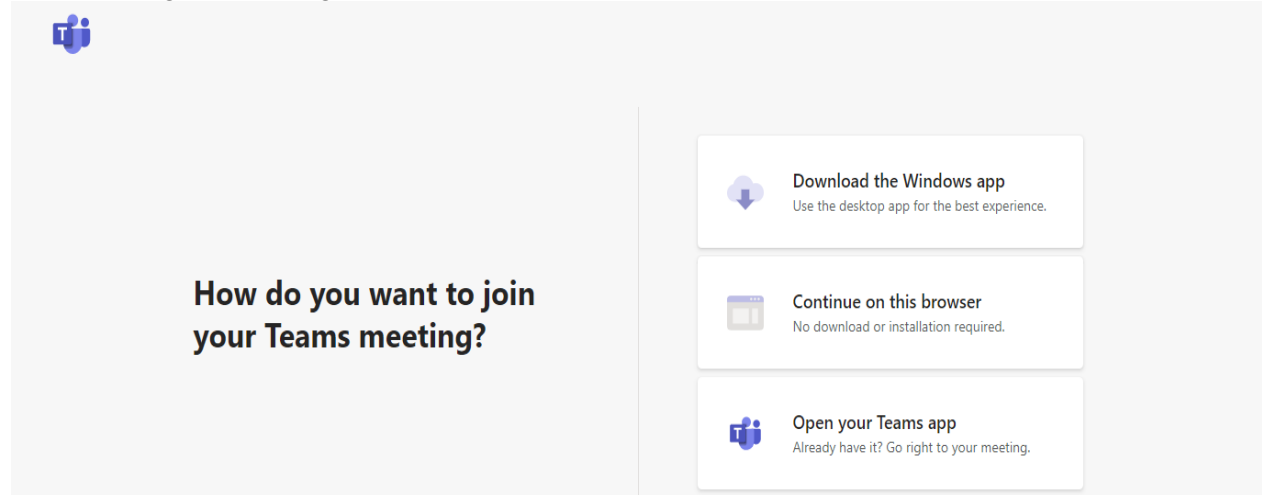 How do you want to join
your Teams meeting?
Download the Windows app
Use the desktop app for the best experience.
Continue on this browser
No download or installation required.
Open your Teams app
Already have it? Go right to your meeting.